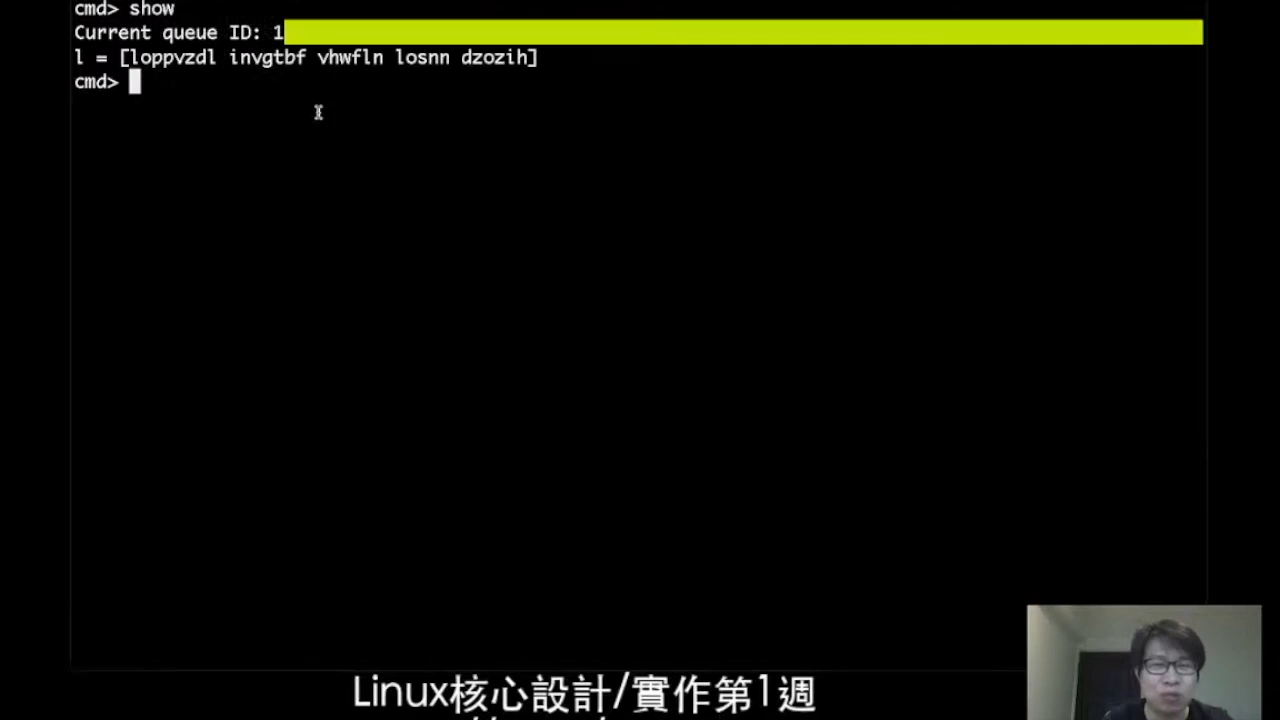 cmd> show
Current queue ID: 1
l = [loppvzdl invgtbf vhwfln losnn dzozih]
cmd>
Linux核心設計/實作第1週